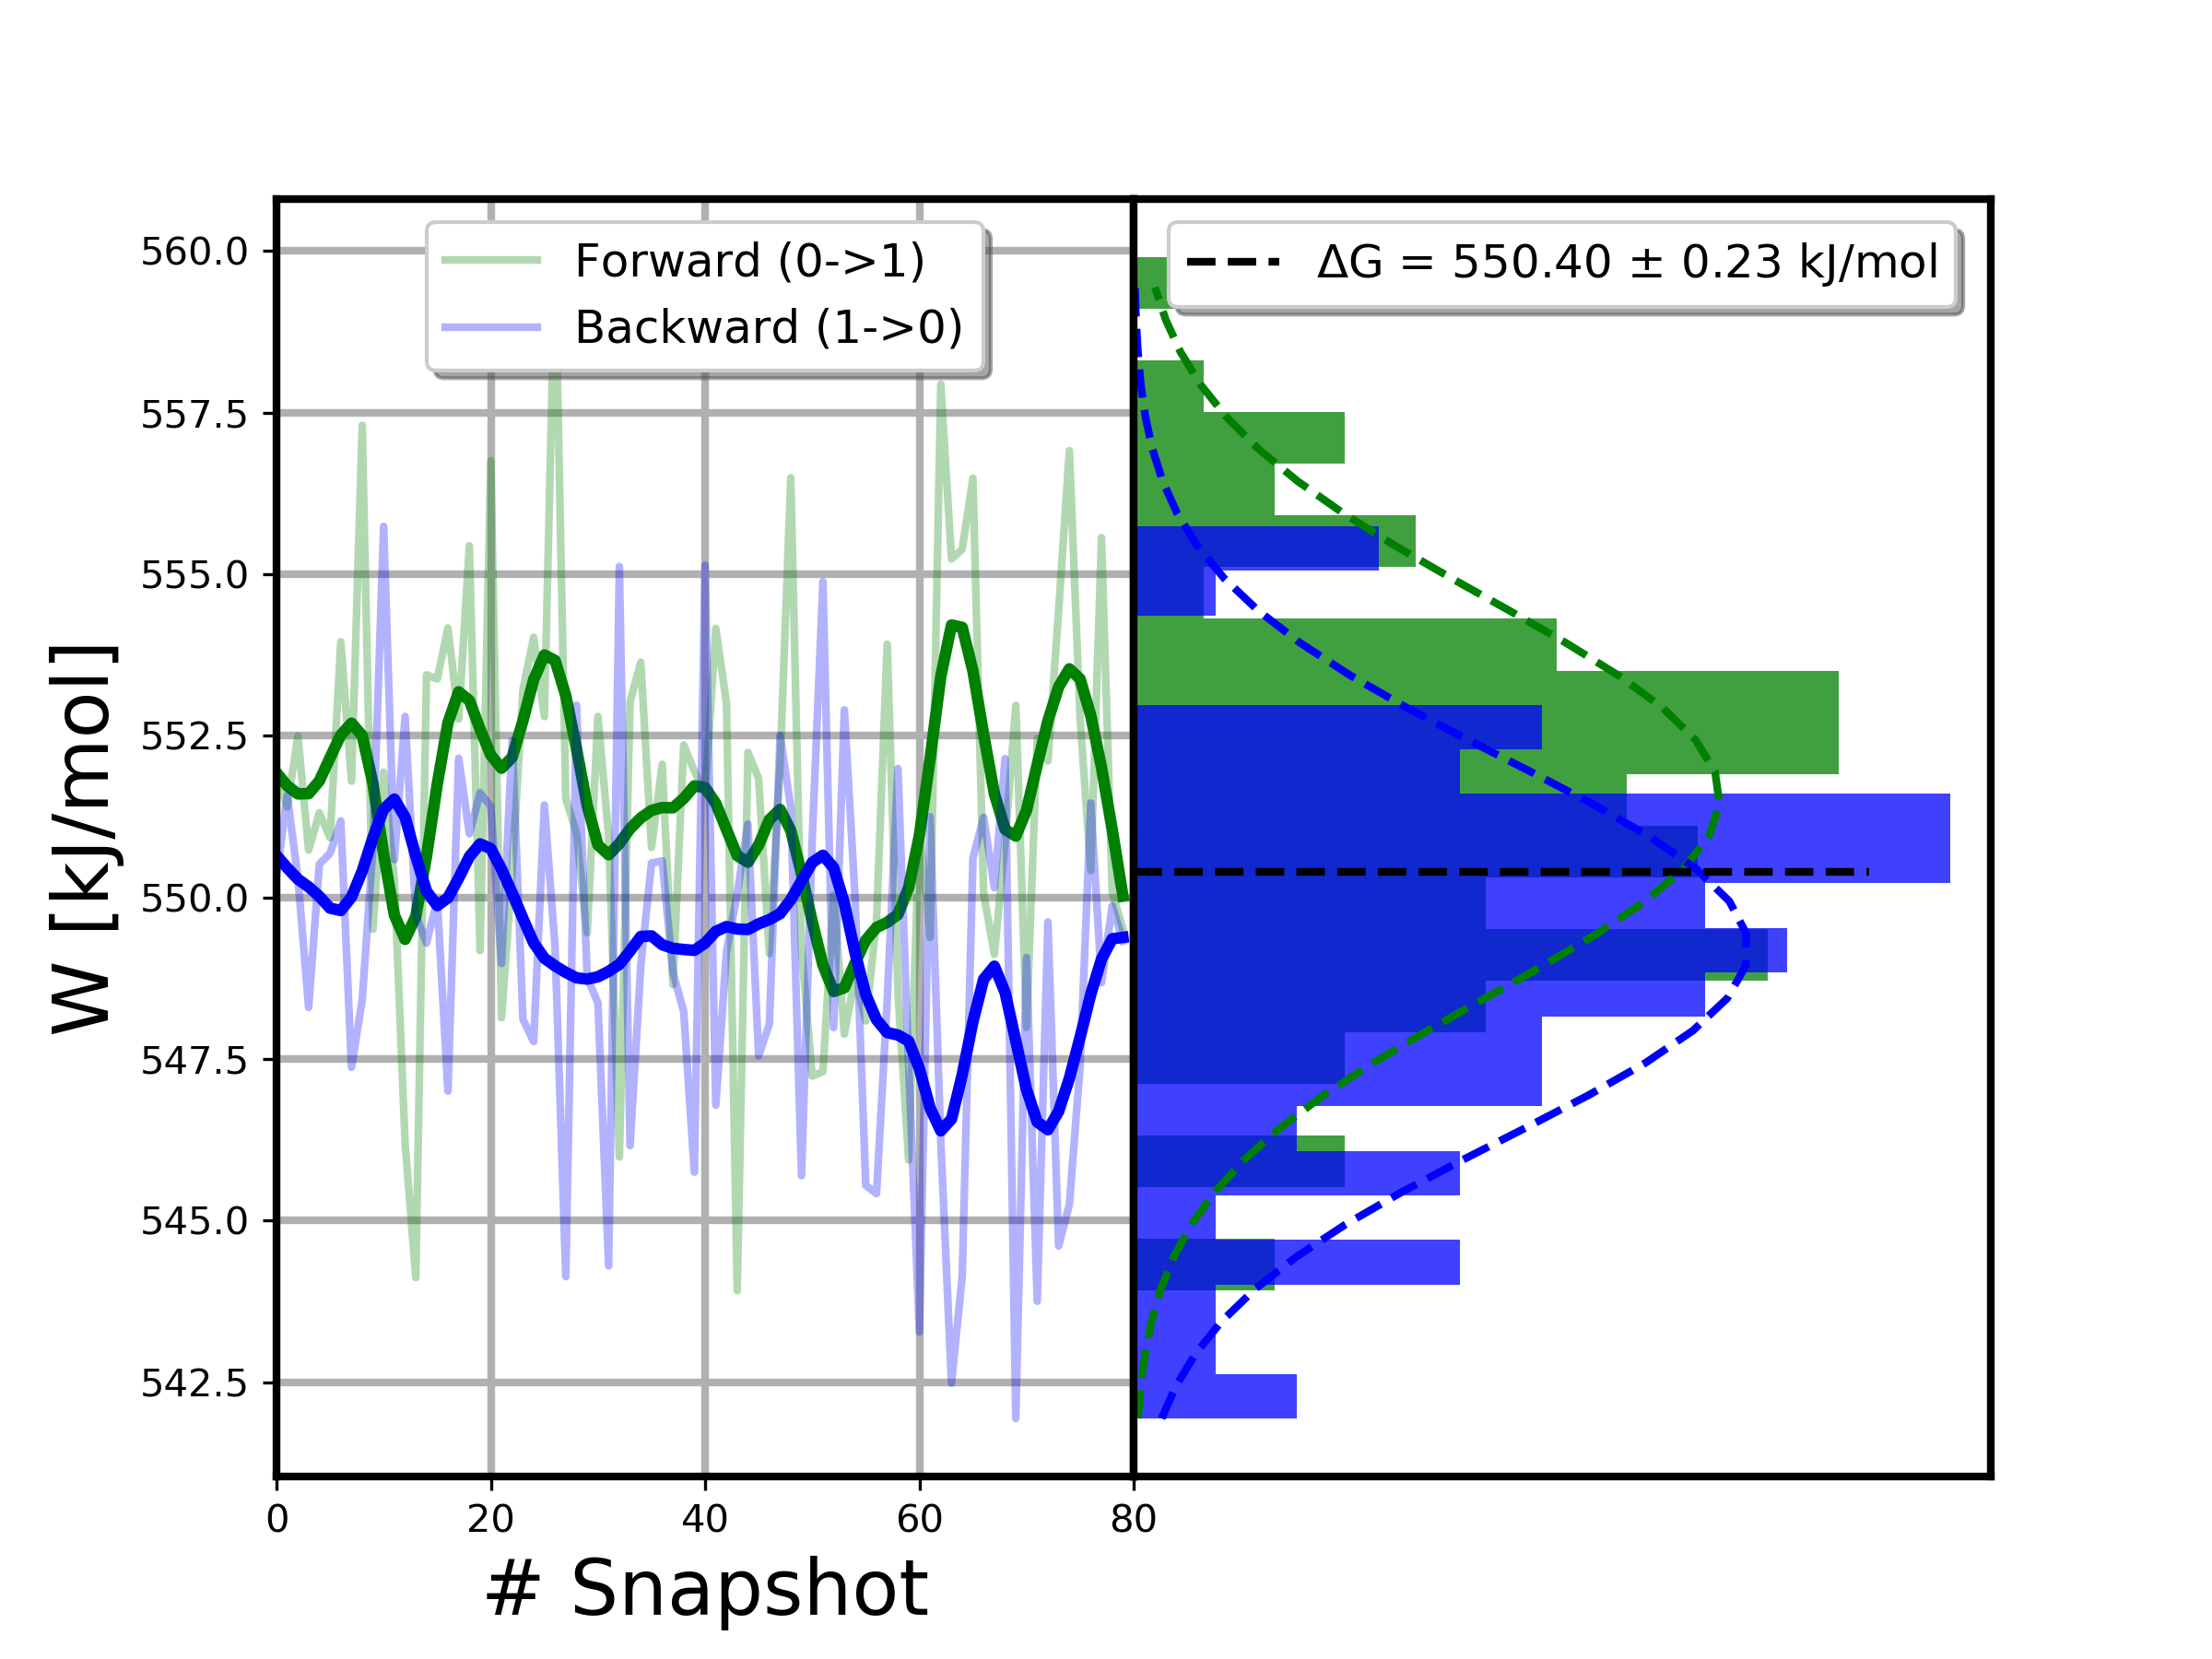 Forward (0->1)
Backward (1->0)
ΔG = 550.40 ± 0.23 kJ/mol
W [kJ/mol]
560.0
557.5
555.0
552.5
550.0
547.5
545.0
542.5
0 20 40 60 80
# Snapshot